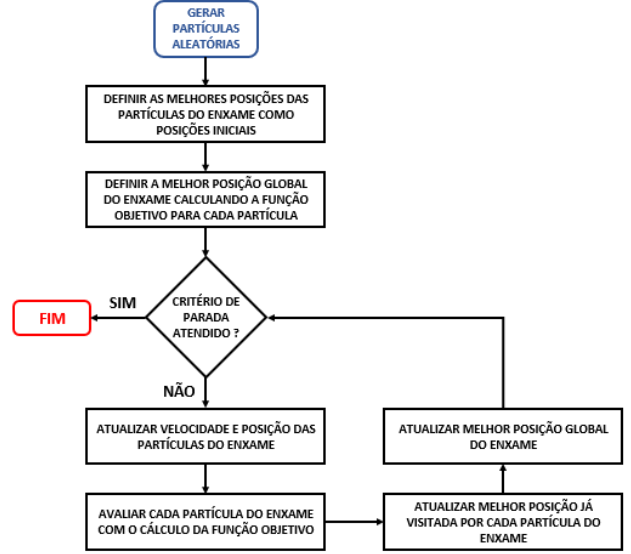 GERAR
PARTÍCULAS
ALEATÓRIAS
DEFINIR AS MELHORES POSIÇÕES DAS
PARTÍCULAS DO ENXAME COMO
POSIÇÕES INICIAIS
DEFINIR A MELHOR POSIÇÃO GLOBAL
DO ENXAME CALCULANDO A FUNÇÃO
OBJETIVO PARA CADA PARTÍCULA
CRITÉRIO DE
PARADA
ATENDIDO ?
SIM
FIM
NÃO
ATUALIZAR VELOCIDADE E POSIÇÃO DAS
PARTÍCULAS DO ENXAME
AVALIAR CADA PARTÍCULA DO ENXAME
COM O CÁLCULO DA FUNÇÃO OBJETIVO
ATUALIZAR MELHOR POSIÇÃO JÁ
VISITADA POR CADA PARTÍCULA DO
ENXAME
ATUALIZAR MELHOR POSIÇÃO GLOBAL
DO ENXAME